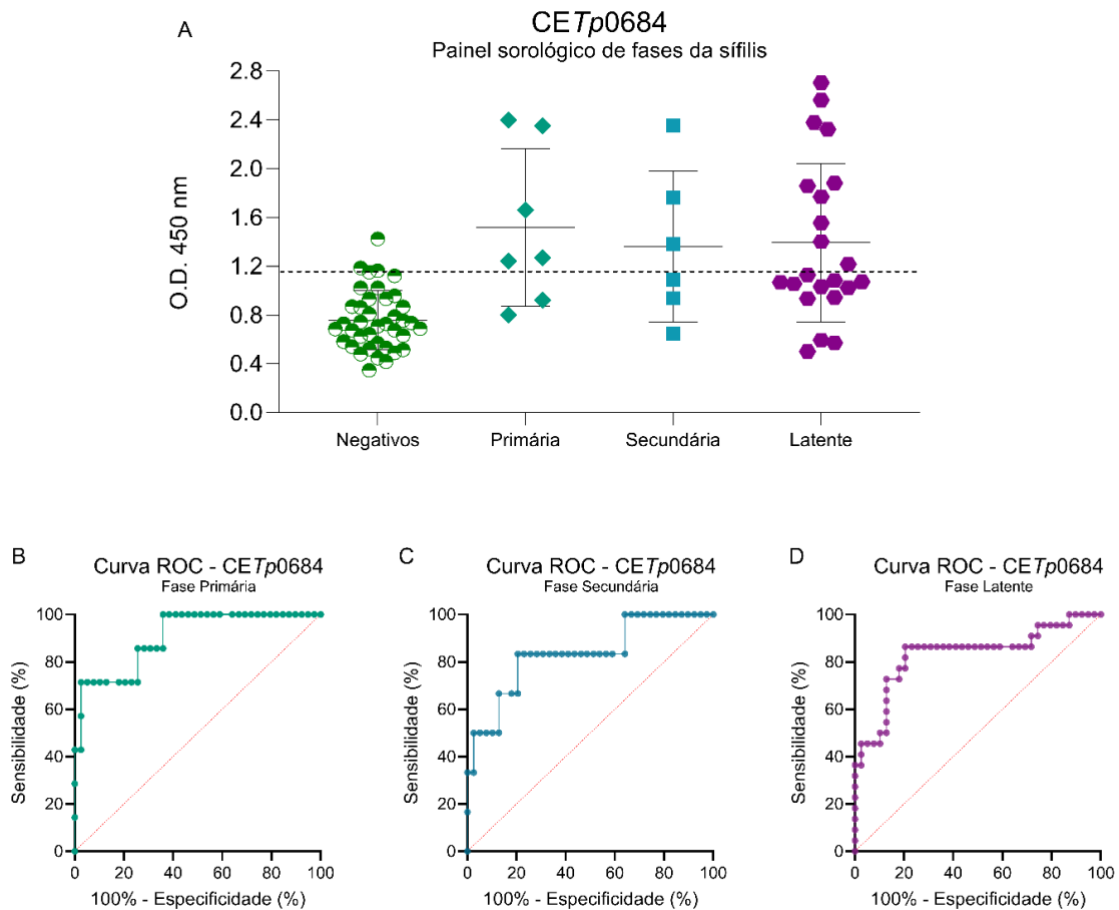 A
CETp0684
Painel sorológico de fases da sífilis
O.D. 450 nm
2.8
2.4
2.0
1.6
1.2
0.8
0.4
0.0
Negativos Primária Secundária Latente
B
Curva ROC - CETp0684
Fase Primária
Sensibilidade (%)
100
80
60
40
20
0
0 20 40 60 80 100
100% - Especificidade (%)
C
Curva ROC - CETp0684
Fase Secundária
Sensibilidade (%)
100
80
60
40
20
0
0 20 40 60 80 100
100% - Especificidade (%)
D
Curva ROC - CETp0684
Fase Latente
Sensibilidade (%)
100
80
60
40
20
0
0 20 40 60 80 100
100% - Especificidade (%)